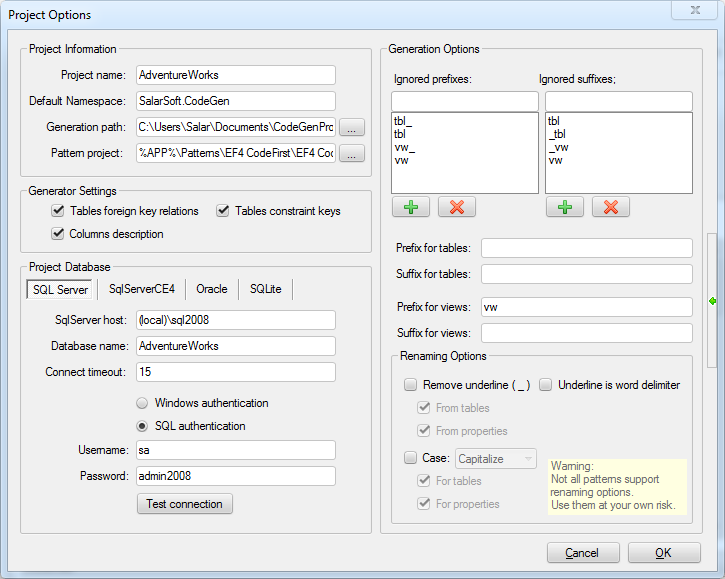 Project Options
Project Information
Project name: AdventureWorks
Default Namespace: SalarSoft.CodeGen
Generation path: C:\Users\Salar\Documents\CodeGenPro ...
Pattern project: %APP%\Patterns\EF4 CodeFirst\EF4 Coc ...
Generator Settings
Tables foreign key relations Tables constraint keys
Columns description
Project Database
SQL Server SqlServerCE4 Oracle SQLite
SqlServer host: (local)\sql2008
Database name: AdventureWorks
Connect timeout: 15
Windows authentication
SQL authentication
Username: sa
Password: admin2008
Test connection
Generation Options
Ignored prefixes: Ignored suffixes;
tbl_ tbl
tbl _tbl
vw_ _vw
vw vw
Prefix for tables:
Suffix for tables:
Prefix for views: vw
Suffix for views:
Renaming Options
Remove underline ( _ ) Underline is word delimiter
From tables
From properties
Case: Capitalize
For tables
For properties
Warning:
Not all patterns support
renaming options.
Use them at your own risk.
Cancel OK